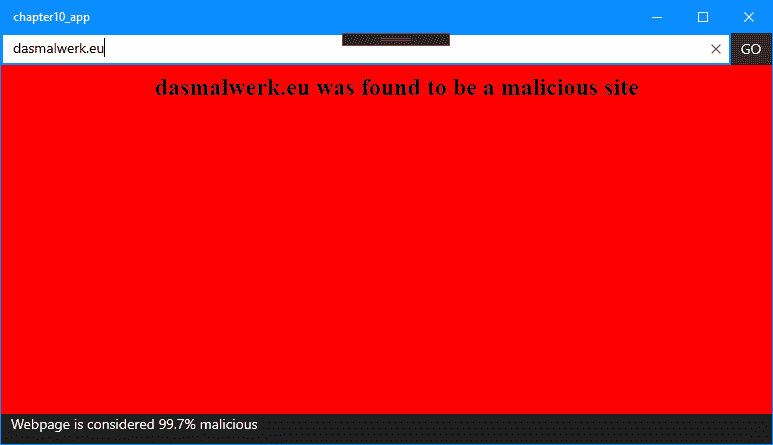 chapter10_app
dasmalwerk.eu
GO
dasmalwerk.eu was found to be a malicious site
Webpage is considered 99.7% malicious